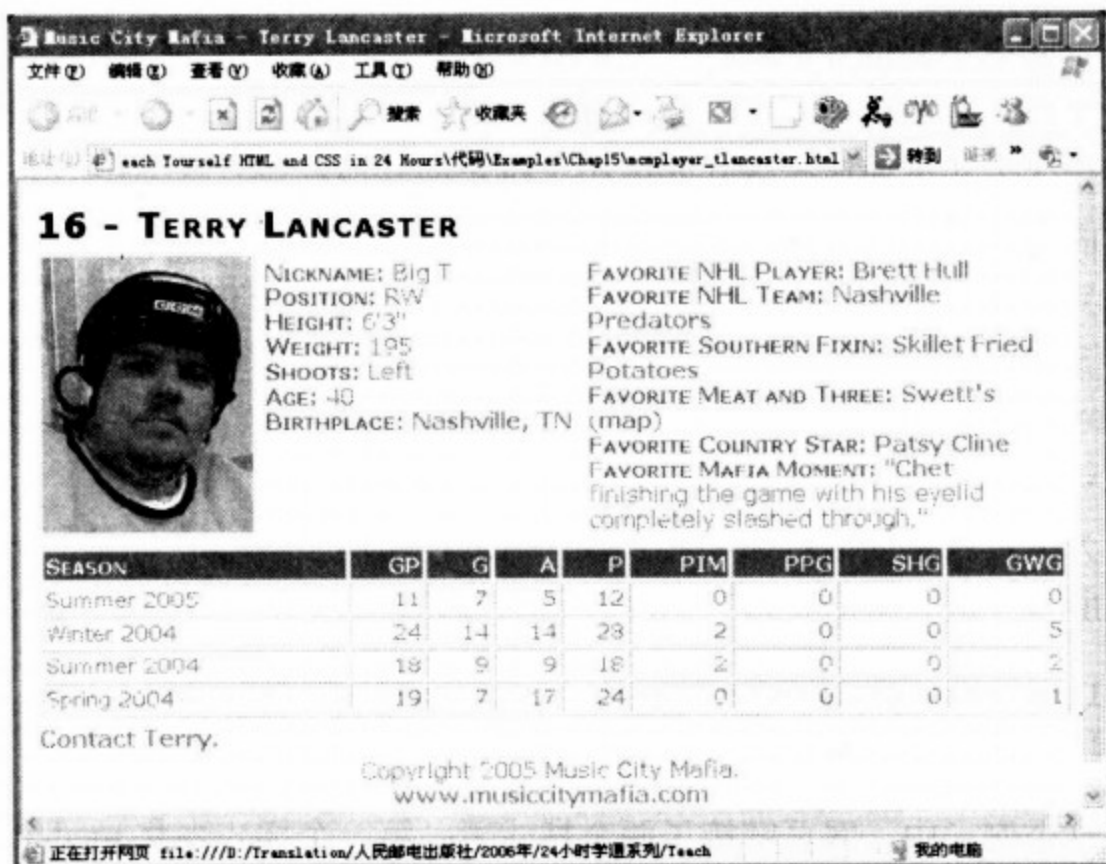 Music City Mafia - Terry Lancaster - Microsoft Internet Explorer
文件(F) 编辑(E) 查看(V) 收藏(A) 工具(T) 帮助(H)
搜索 收藏夹
地址(D) each Yourself HTML and CSS in 24 Hours\代码\Examples\Chap15\mcmplayer_tlancaster.html 转到 链接 »
16 - TERRY LANCASTER
CCM
NICKNAME: Big T
POSITION: RW
HEIGHT: 6'3"
WEIGHT: 195
SHOOTS: Left
AGE: 40
BIRTHPLACE: Nashville, TN
FAVORITE NHL PLAYER: Brett Hull
FAVORITE NHL TEAM: Nashville
Predators
FAVORITE SOUTHERN FIXIN: Skillet Fried
Potatoes
FAVORITE MEAT AND THREE: Swett's
(map)
FAVORITE COUNTRY STAR: Patsy Cline
FAVORITE MAFIA MOMENT: "Chet
finishing the game with his eyelid
completely slashed through."
SEASON GP G A P PIM PPG SHG GWG
Summer 2005 11 7 5 12 0 0 0 0
Winter 2004 24 14 14 28 2 0 0 5
Summer 2004 18 9 9 18 2 0 0 2
Spring 2004 19 7 17 24 0 0 0 1
Contact Terry.
Copyright 2005 Music City Mafia.
www.musiccitymafia.com
正在打开网页 file:///D:/Translation/人民邮电出版社/2006年/24小时学通系列/Teach 我的电脑